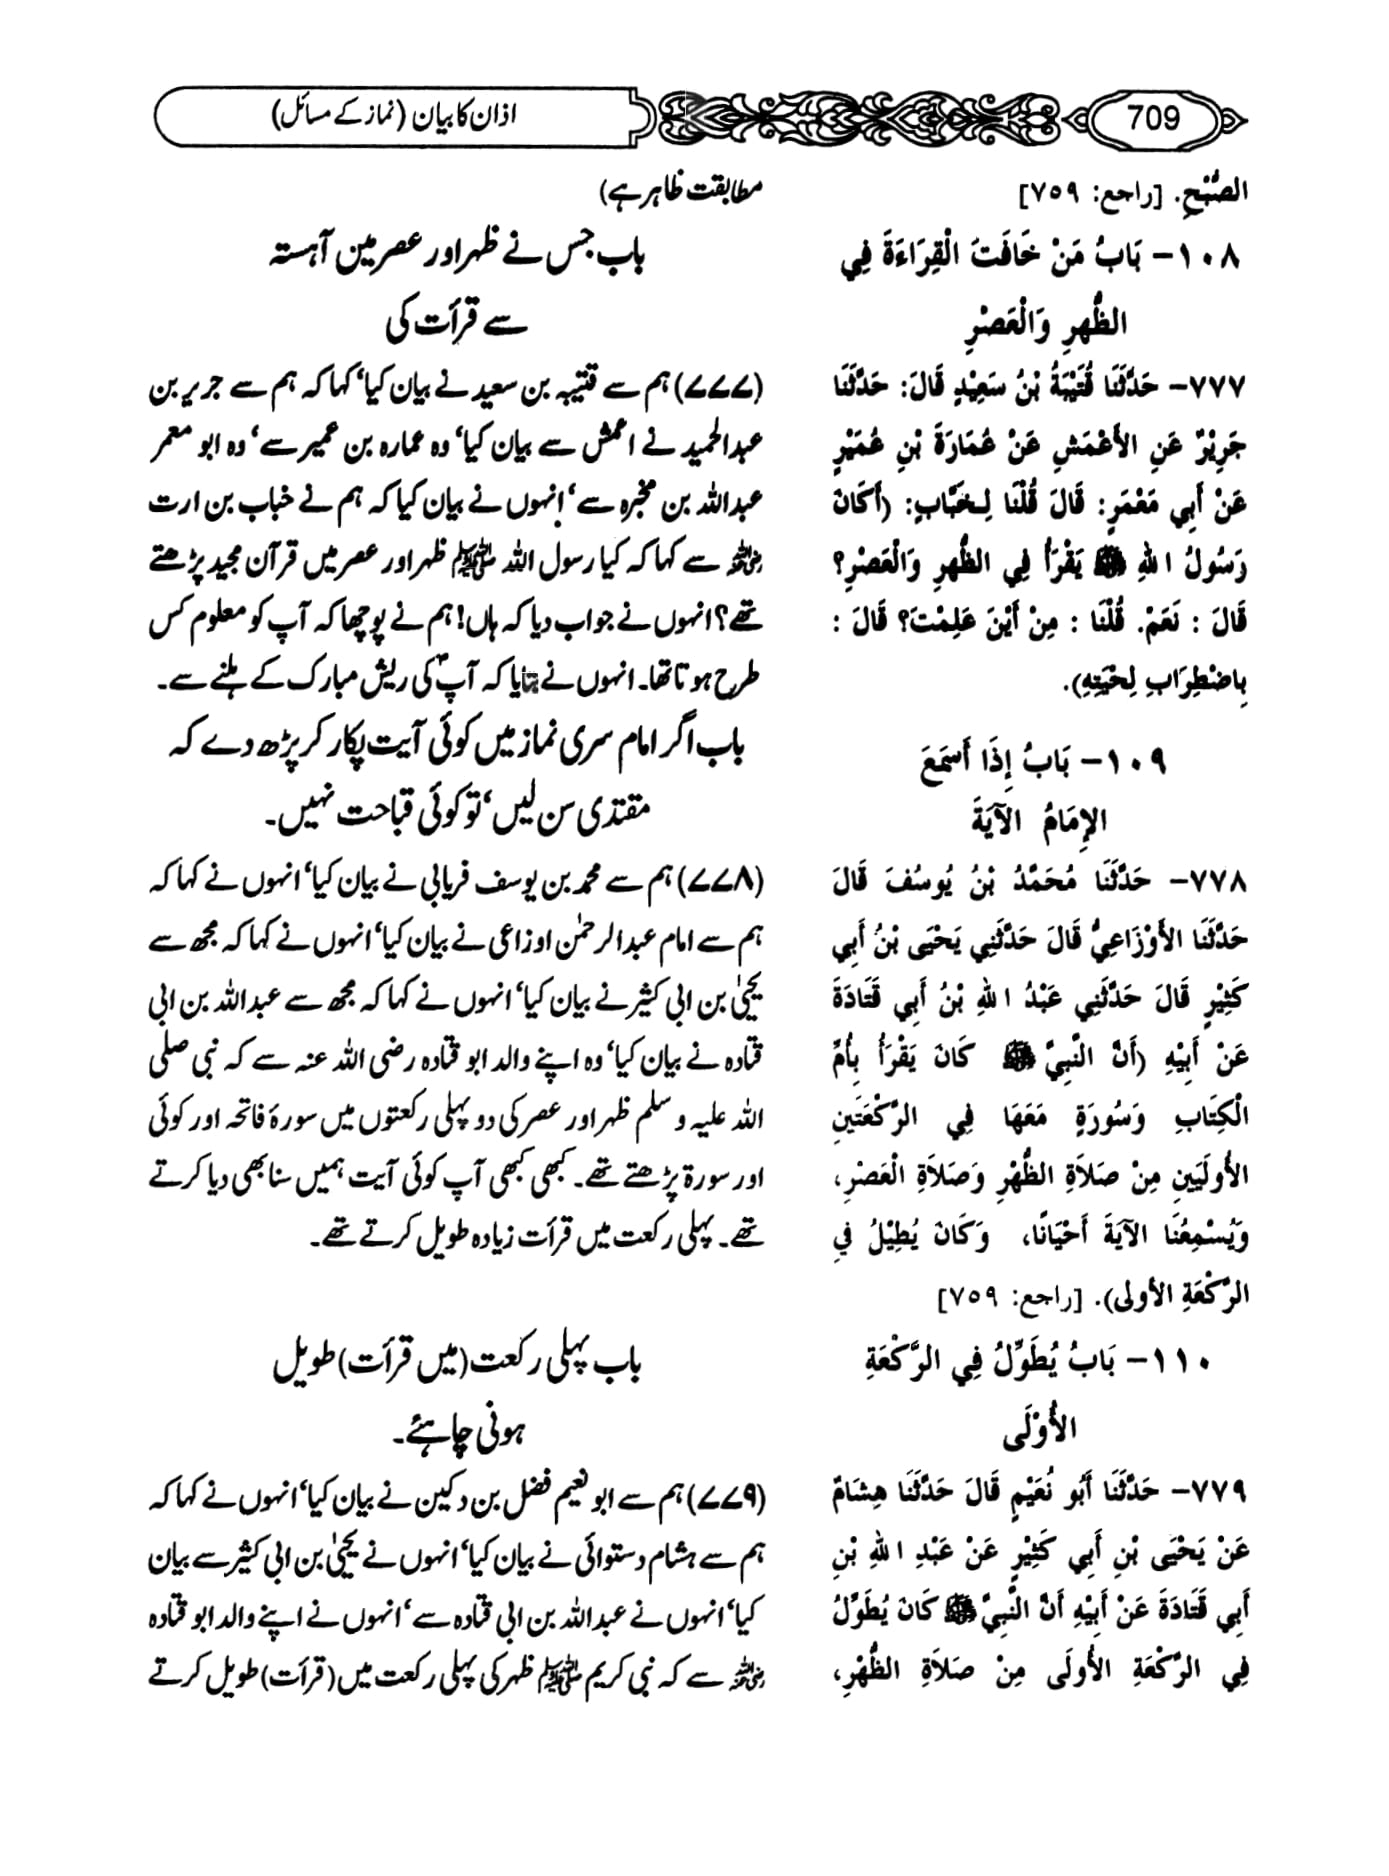 709
اذان کا بیان (نماز کے مسائل)
الصُّبْحِ. [راجع: ٧٥٩]
١٠٨- بَابُ مَنْ خَافَتَ الْقِرَاءَةَ فِي
الظُّهرِ وَالْعَصْرِ
٧٧٧- حَدَّثَنَا قُتَيْبَةُ بْنُ سَعِيْدٍ قَالَ: حَدَّثَنَا
جَرِيْرٌ عَنِ الأَعْمَشِ عَنْ عُمَارَةَ بْنِ عُمَيْرٍ
عَنْ أَبِي مَعْمَرٍ: قَالَ قُلْنَا لِخَبَّابٍ: (أَكَانَ
رَسُولُ اللهِ ﷺ يَقْرَأُ فِي الظُّهرِ وَالْعَصْرِ؟
قَالَ : نَعَمْ. قُلْنَا : مِنْ أَيْنَ عَلِمْتَ؟ قَالَ :
بِاضْطِرَابِ لِحْيَتِهِ).
١٠٩- بَابُ إِذَا أَسمَعَ
الإِمَامُ الآيَةَ
٧٧٨- حَدَّثَنَا مُحَمَّدُ بْنُ يُوسُفَ قَالَ
حَدَّثَنَا الأَوْزَاعِيُّ قَالَ حَدَّثَنِي يَحْيَى بْنُ أَبِي
كَثِيْرٍ قَالَ حَدَّثَنِي عَبْدُ اللهِ بْنُ أَبِي قَتَادَةَ
عَنْ أَبِيْهِ (أَنَّ النَّبِيَّ ﷺ كَانَ يَقْرَأُ بِأُمِّ
الْكِتَابِ وَسُورَةٍ مَعَهَا فِي الرَّكْعَتَينِ
الأُولَيَينِ مِنْ صَلاَةِ الظُّهْرِ وَصَلاَةِ الْعَصْرِ،
وَيُسْمِعُنَا الآيَةَ أَحْيَانًا، وَكَانَ يُطِيْلُ فِي
الرَّكْعَةِ الأُولى). [راجع: ٧٥٩]
١١٠- بَابُ يُطَوِّلُ فِي الرَّكْعَةِ
الأُوْلَى
٧٧٩- حَدَّثَنَا أَبُو نُعَيْمٍ قَالَ حَدَّثَنَا هِشَامٌ
عَنْ يَحْيَى بْنِ أَبِي كَثِيْرٍ عَنْ عَبْدِ اللهِ بْنِ
أَبِي قَتَادَةَ عَنْ أَبِيْهِ أَنَّ النَّبِيَّ ﷺ كَانَ يُطَوِّلُ
فِي الرَّكْعَةِ الأُولَى مِنْ صَلاَةِ الظُّهْرِ،
مطابقت ظاہر ہے)
باب جس نے ظہر اور عصر میں آہستہ
سے قرأت کی
(۷۷۷) ہم سے قتیبہ بن سعید نے بیان کیا‘ کہا کہ ہم سے جریر بن
عبدالحمید نے اعمش سے بیان کیا‘ وہ عمارہ بن عمیر سے‘ وہ ابو معمر
عبداللہ بن مخبرہ سے‘ انہوں نے بیان کیا کہ ہم نے خباب بن ارت
رضی اللہ عنہ سے کہا کہ کیا رسول اللہ ﷺ ظہر اور عصر میں قرآن مجید پڑھتے
تھے؟ انہوں نے جواب دیا کہ ہاں! ہم نے پوچھا کہ آپ کو معلوم کس
طرح ہوتا تھا۔ انہوں نے بتایا کہ آپؐ کی ریش مبارک کے ہلنے سے۔
باب اگر امام سری نماز میں کوئی آیت پکار کر پڑھ دے کہ
مقتدی سن لیں‘ تو کوئی قباحت نہیں۔
(۷۷۸) ہم سے محمد بن یوسف فریابی نے بیان کیا‘ انہوں نے کہا کہ
ہم سے امام عبدالرحمٰن اوزاعی نے بیان کیا‘ انہوں نے کہا کہ مجھ سے
یحییٰ بن ابی کثیر نے بیان کیا‘ انہوں نے کہا کہ مجھ سے عبداللہ بن ابی
قتادہ نے بیان کیا‘ وہ اپنے والد ابو قتادہ رضی اللہ عنہ سے کہ نبی صلی
اللہ علیہ و سلم ظہر اور عصر کی دو پہلی رکعتوں میں سورۂ فاتحہ اور کوئی
اور سورۃ پڑھتے تھے۔ کبھی کبھی آپ کوئی آیت ہمیں سنا بھی دیا کرتے
تھے۔ پہلی رکعت میں قرأت زیادہ طویل کرتے تھے۔
باب پہلی رکعت (میں قرأت) طویل
ہونی چاہئے۔
(۷۷۹) ہم سے ابو نعیم فضل بن دکین نے بیان کیا‘ انہوں نے کہا کہ
ہم سے ہشام دستوائی نے بیان کیا‘ انہوں نے یحییٰ بن ابی کثیر سے بیان
کیا‘ انہوں نے عبداللہ بن ابی قتادہ سے‘ انہوں نے اپنے والد ابو قتادہ
رضی اللہ عنہ سے کہ نبی کریم ﷺ ظہر کی پہلی رکعت میں (قرأت) طویل کرتے